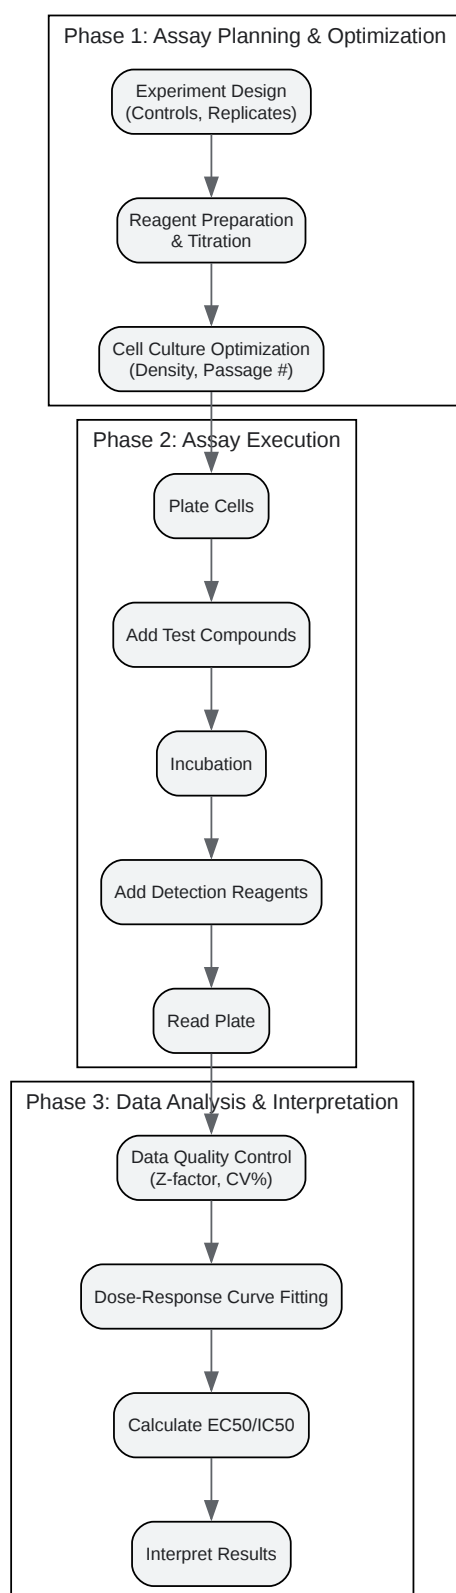 Phase 1: Assay Planning & Optimization
Experiment Design
(Controls, Replicates)
Reagent Preparation
& Titration
Cell Culture Optimization
(Density, Passage #)
Phase 2: Assay Execution
Plate Cells
Add Test Compounds
Incubation
Add Detection Reagents
Read Plate
Phase 3: Data Analysis & Interpretation
Data Quality Control
(Z-factor, CV%)
Dose-Response Curve Fitting
Calculate EC50/IC50
Interpret Results